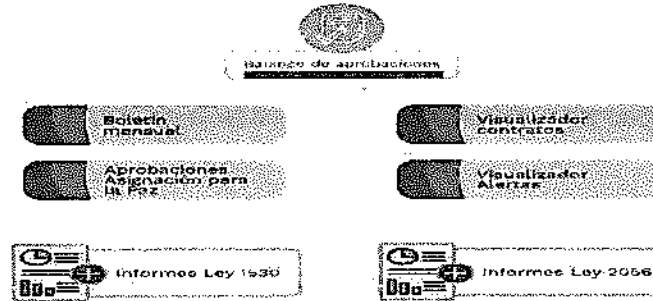 Balance de aprobaciones
Boletín
mensual
Visualizador
contratos
Aprobaciones
Asignación para
la Paz
Visualizador
Alertas
Informes Ley 1530
Informes Ley 2056